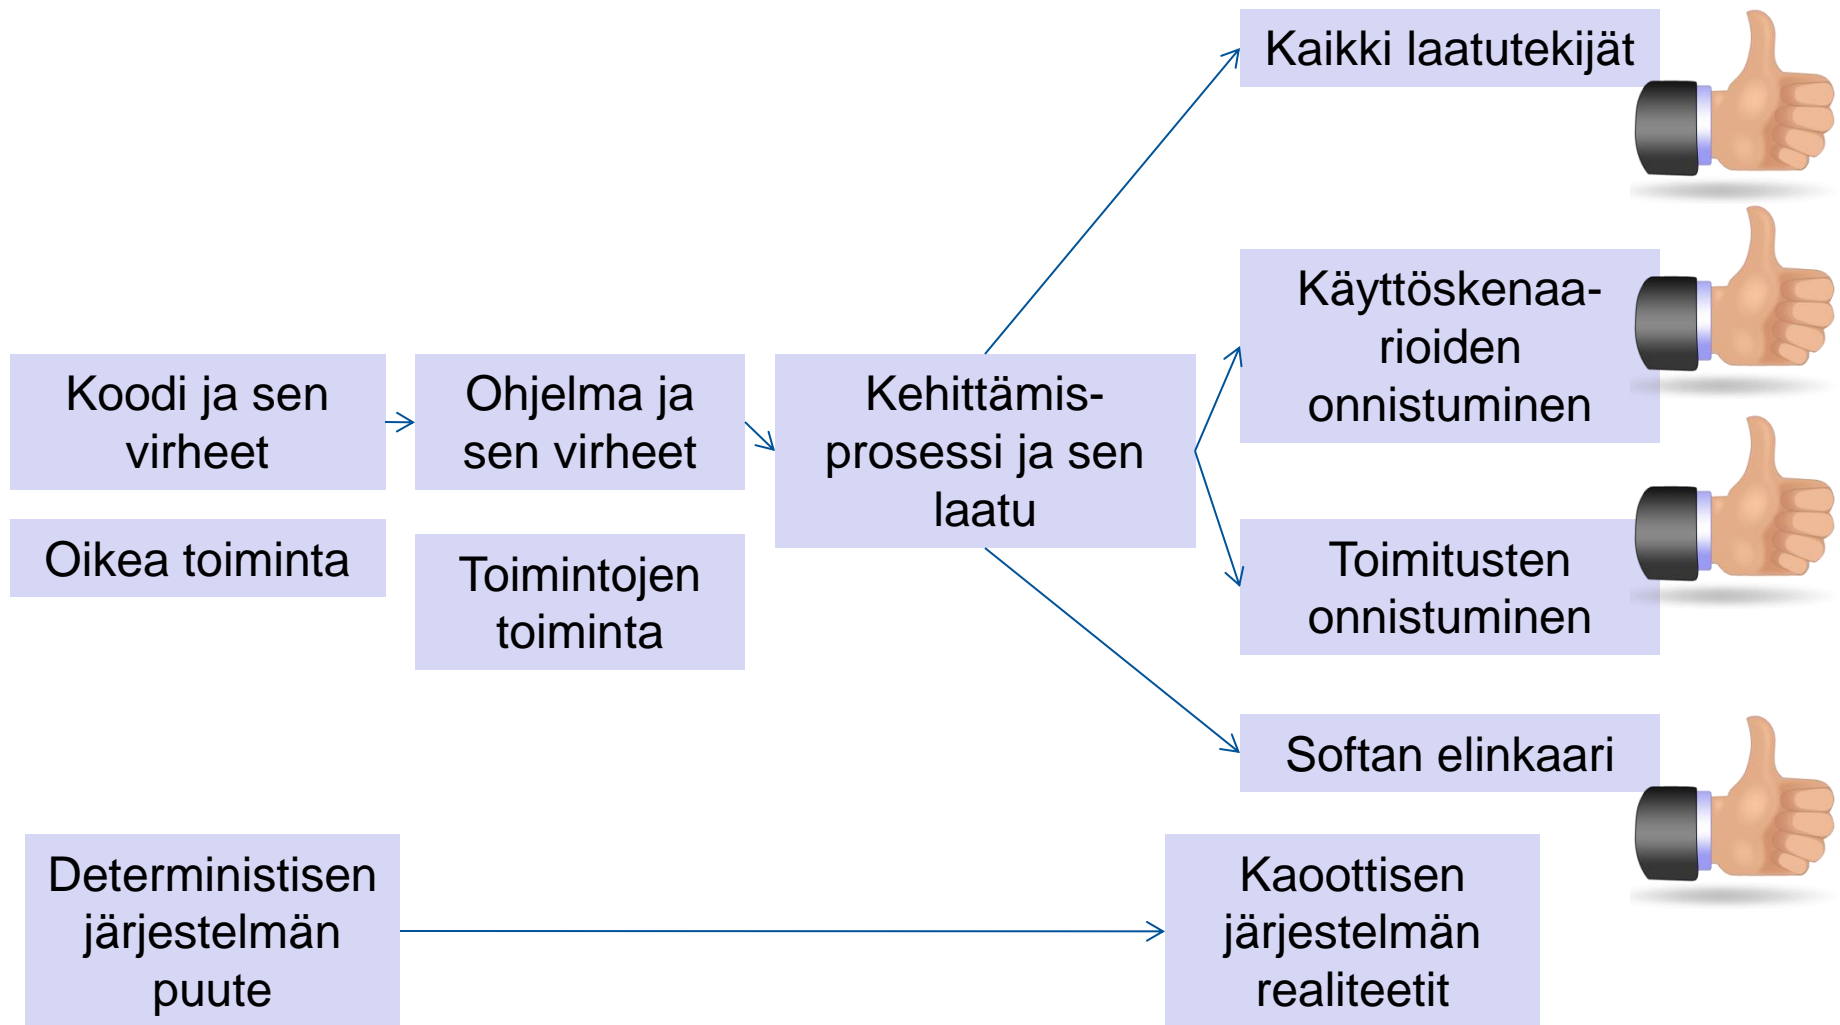 Kaikki laatutekijät
Käyttöskenaa-
rioiden
onnistuminen
Koodi ja sen
virheet
Ohjelma ja
sen virheet
Kehittämis-
prosessi ja sen
laatu
Oikea toiminta
Toimintojen
toiminta
Toimitusten
onnistuminen
Softan elinkaari
Deterministisen
järjestelmän
puute
Kaoottisen
järjestelmän
realiteetit